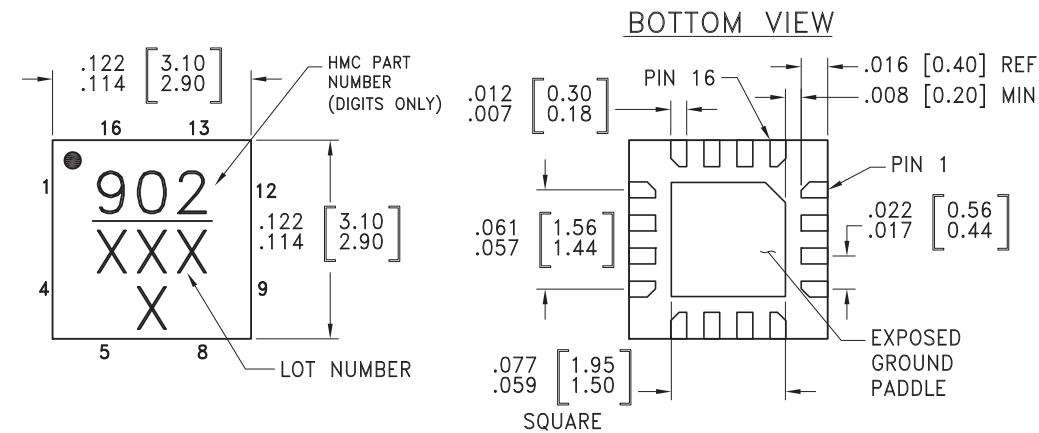 BOTTOM VIEW
.122 [3.10]
.114 [2.90]
HMC PART
NUMBER
(DIGITS ONLY)
16 13
1
902
XXX
X
12
4
9
5 8
.122 [3.10]
.114 [2.90]
LOT NUMBER
.012 [0.30]
.007 [0.18]
PIN 16
.016 [0.40] REF
.008 [0.20] MIN
PIN 1
.061 [1.56]
.057 [1.44]
.022 [0.56]
.017 [0.44]
.077 [1.95]
.059 [1.50]
SQUARE
EXPOSED
GROUND
PADDLE